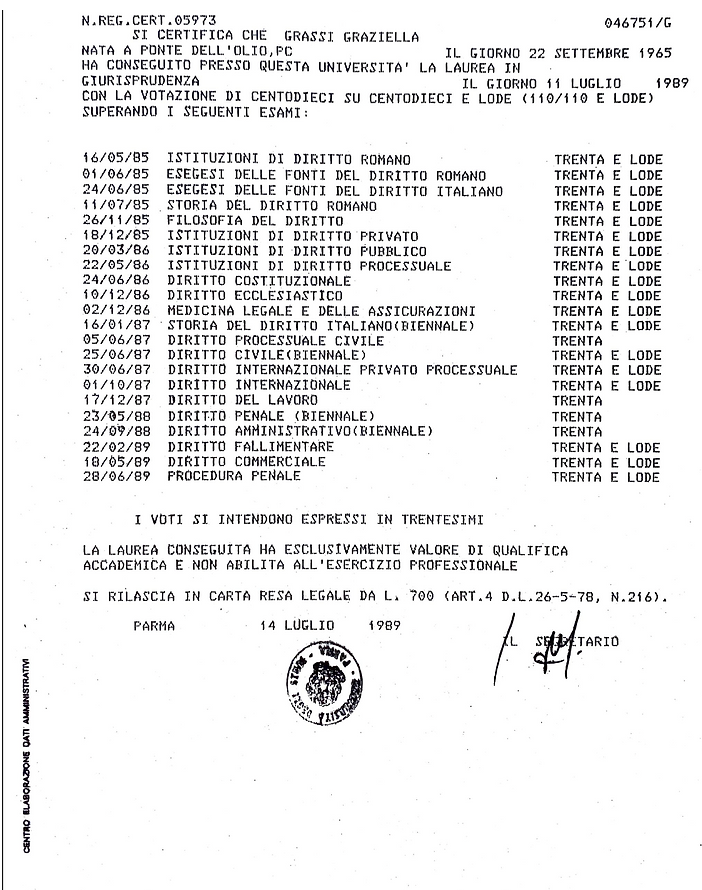 N.REG.CERT.05973 046751/G
SI CERTIFICA CHE GRASSI GRAZIELLA
NATA A PONTE DELL'OLIO,PC IL GIORNO 22 SETTEMBRE 1965
HA CONSEGUITO PRESSO QUESTA UNIVERSITA' LA LAUREA IN
GIURISPRUDENZA IL GIORNO 11 LUGLIO 1989
CON LA VOTAZIONE DI CENTODIECI SU CENTODIECI E LODE (110/110 E LODE)
SUPERANDO I SEGUENTI ESAMI:
16/05/85 ISTITUZIONI DI DIRITTO ROMANO TRENTA E LODE
01/06/85 ESEGESI DELLE FONTI DEL DIRITTO ROMANO TRENTA E LODE
24/06/85 ESEGESI DELLE FONTI DEL DIRITTO ITALIANO TRENTA E LODE
11/07/85 STORIA DEL DIRITTO ROMANO TRENTA E LODE
26/11/85 FILOSOFIA DEL DIRITTO TRENTA E LODE
18/12/85 ISTITUZIONI DI DIRITTO PRIVATO TRENTA E LODE
20/03/86 ISTITUZIONI DI DIRITTO PUBBLICO TRENTA E LODE
22/05/86 ISTITUZIONI DI DIRITTO PROCESSUALE TRENTA E LODE
24/06/86 DIRITTO COSTITUZIONALE TRENTA E LODE
10/12/86 DIRITTO ECCLESIASTICO TRENTA E LODE
02/12/86 MEDICINA LEGALE E DELLE ASSICURAZIONI TRENTA E LODE
16/01/87 STORIA DEL DIRITTO ITALIANO(BIENNALE) TRENTA E LODE
05/06/87 DIRITTO PROCESSUALE CIVILE TRENTA
25/06/87 DIRITTO CIVILE(BIENNALE) TRENTA E LODE
30/06/87 DIRITTO INTERNAZIONALE PRIVATO PROCESSUALE TRENTA E LODE
01/10/87 DIRITTO INTERNAZIONALE TRENTA E LODE
17/12/87 DIRITTO DEL LAVORO TRENTA
23/05/88 DIRITTO PENALE (BIENNALE) TRENTA
24/09/88 DIRITTO AMMINISTRATIVO(BIENNALE) TRENTA
22/02/89 DIRITTO FALLIMENTARE TRENTA E LODE
18/05/89 DIRITTO COMMERCIALE TRENTA E LODE
28/06/89 PROCEDURA PENALE TRENTA E LODE
I VOTI SI INTENDONO ESPRESSI IN TRENTESIMI
LA LAUREA CONSEGUITA HA ESCLUSIVAMENTE VALORE DI QUALIFICA
ACCADEMICA E NON ABILITA ALL'ESERCIZIO PROFESSIONALE
SI RILASCIA IN CARTA RESA LEGALE DA L. 700 (ART.4 D.L.26-5-78, N.216).
PARMA 14 LUGLIO 1989
IL SEGRETARIO
UNIVERSITÀ DEGLI STUDI - PARMA
CENTRO ELABORAZIONE DATI AMMINISTRATIVI